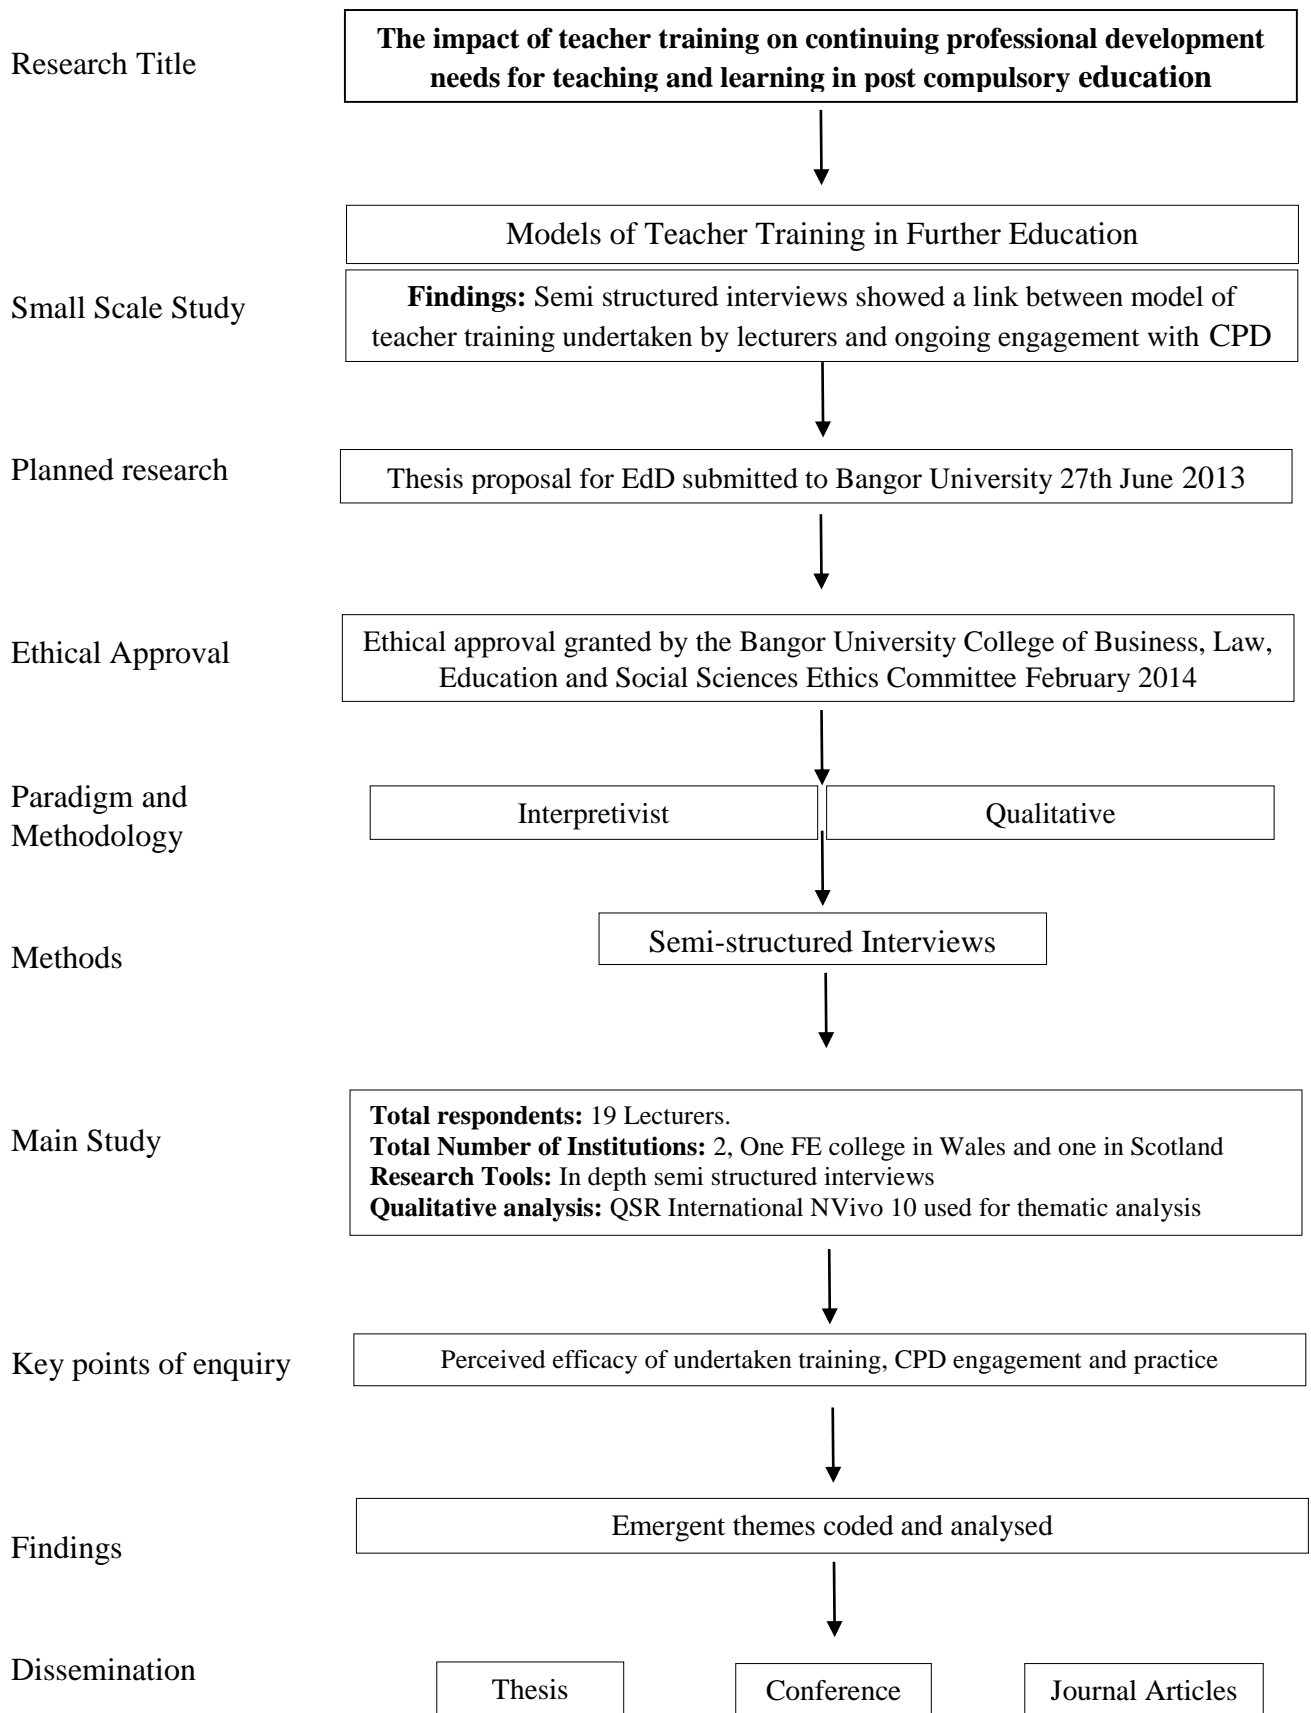 Research Title
The impact of teacher training on continuing professional development
needs for teaching and learning in post compulsory education
Models of Teacher Training in Further Education
Small Scale Study
Findings: Semi structured interviews showed a link between model of
teacher training undertaken by lecturers and ongoing engagement with CPD
Planned research
Thesis proposal for EdD submitted to Bangor University 27th June 2013
Ethical Approval
Ethical approval granted by the Bangor University College of Business, Law,
Education and Social Sciences Ethics Committee February 2014
Paradigm and
Methodology
Interpretivist
Qualitative
Methods
Semi-structured Interviews
Main Study
Total respondents: 19 Lecturers.
Total Number of Institutions: 2, One FE college in Wales and one in Scotland
Research Tools: In depth semi structured interviews
Qualitative analysis: QSR International NVivo 10 used for thematic analysis
Key points of enquiry
Perceived efficacy of undertaken training, CPD engagement and practice
Findings
Emergent themes coded and analysed
Dissemination
Thesis
Conference
Journal Articles